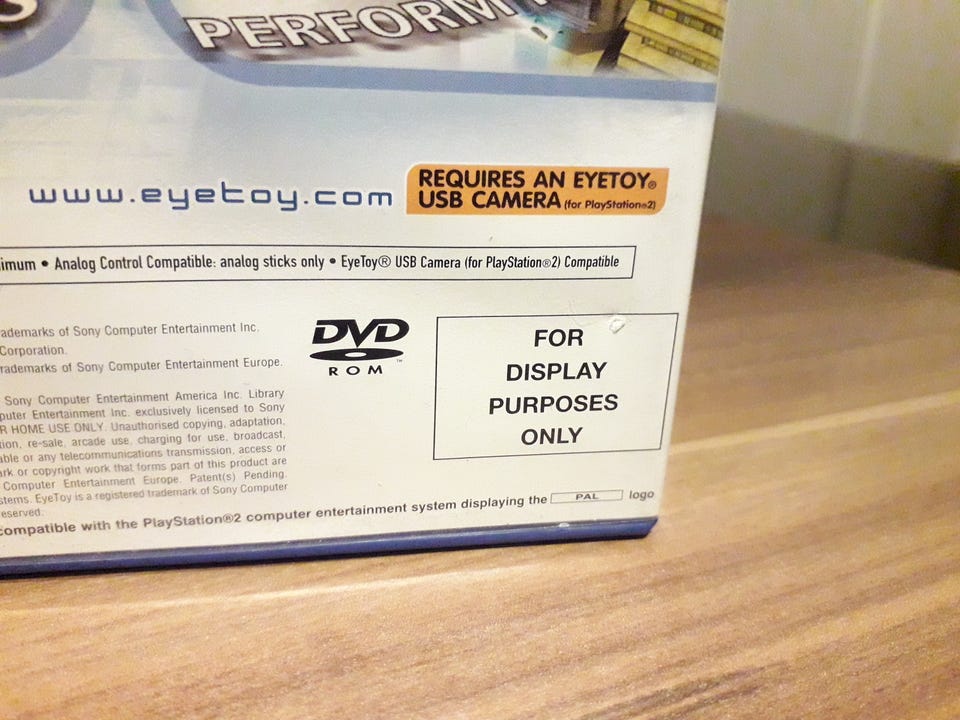 S
PERFORM
www.eyetoy.com
REQUIRES AN EYETOY®
USB CAMERA (for PlayStation®2)
imum • Analog Control Compatible: analog sticks only • EyeToy® USB Camera (for PlayStation®2) Compatible
ademarks of Sony Computer Entertainment Inc.
Corporation.
rademarks of Sony Computer Entertainment Europe.
Sony Computer Entertainment America Inc. Library
puter Entertainment Inc. exclusively licensed to Sony
R HOME USE ONLY. Unauthorised copying, adaptation,
tion, re-sale, arcade use, charging for use, broadcast,
able or any telecommunications transmission, access or
ark or copyright work that forms part of this product are
Computer Entertainment Europe. Patent(s) Pending.
stems. EyeToy is a registered trademark of Sony Computer
eserved.
DVD™
ROM
FOR
DISPLAY
PURPOSES
ONLY
compatible with the PlayStation®2 computer entertainment system displaying the PAL logo